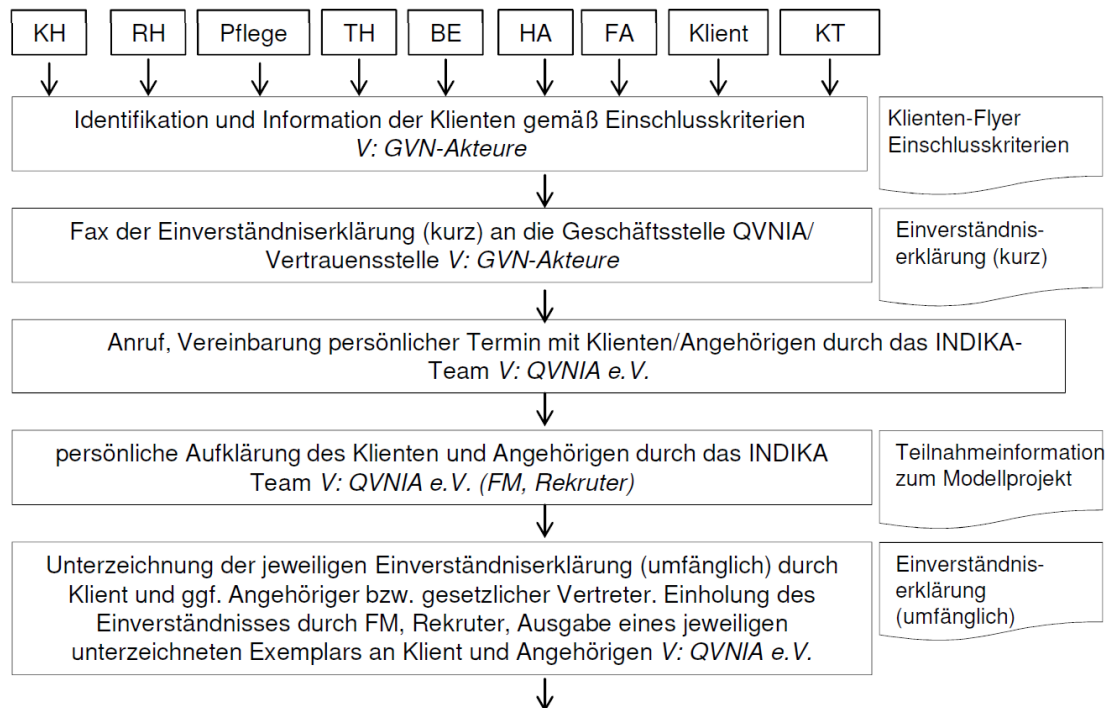 KH RH Pflege TH BE HA FA Klient KT
Identifikation und Information der Klienten gemäß Einschlusskriterien
V: GVN-Akteure
Klienten-Flyer
Einschlusskriterien
Fax der Einverständniserklärung (kurz) an die Geschäftsstelle QVNIA/
Vertrauensstelle V: GVN-Akteure
Einverständnis-
erklärung (kurz)
Anruf, Vereinbarung persönlicher Termin mit Klienten/Angehörigen durch das INDIKA-
Team V: QVNIA e.V.
persönliche Aufklärung des Klienten und Angehörigen durch das INDIKA
Team V: QVNIA e.V. (FM, Rekruter)
Teilnahmeinformation
zum Modellprojekt
Unterzeichnung der jeweiligen Einverständniserklärung (umfänglich) durch
Klient und ggf. Angehöriger bzw. gesetzlicher Vertreter. Einholung des
Einverständnisses durch FM, Rekruter, Ausgabe eines jeweiligen
unterzeichneten Exemplars an Klient und Angehörigen V: QVNIA e.V.
Einverständnis-
erklärung
(umfänglich)